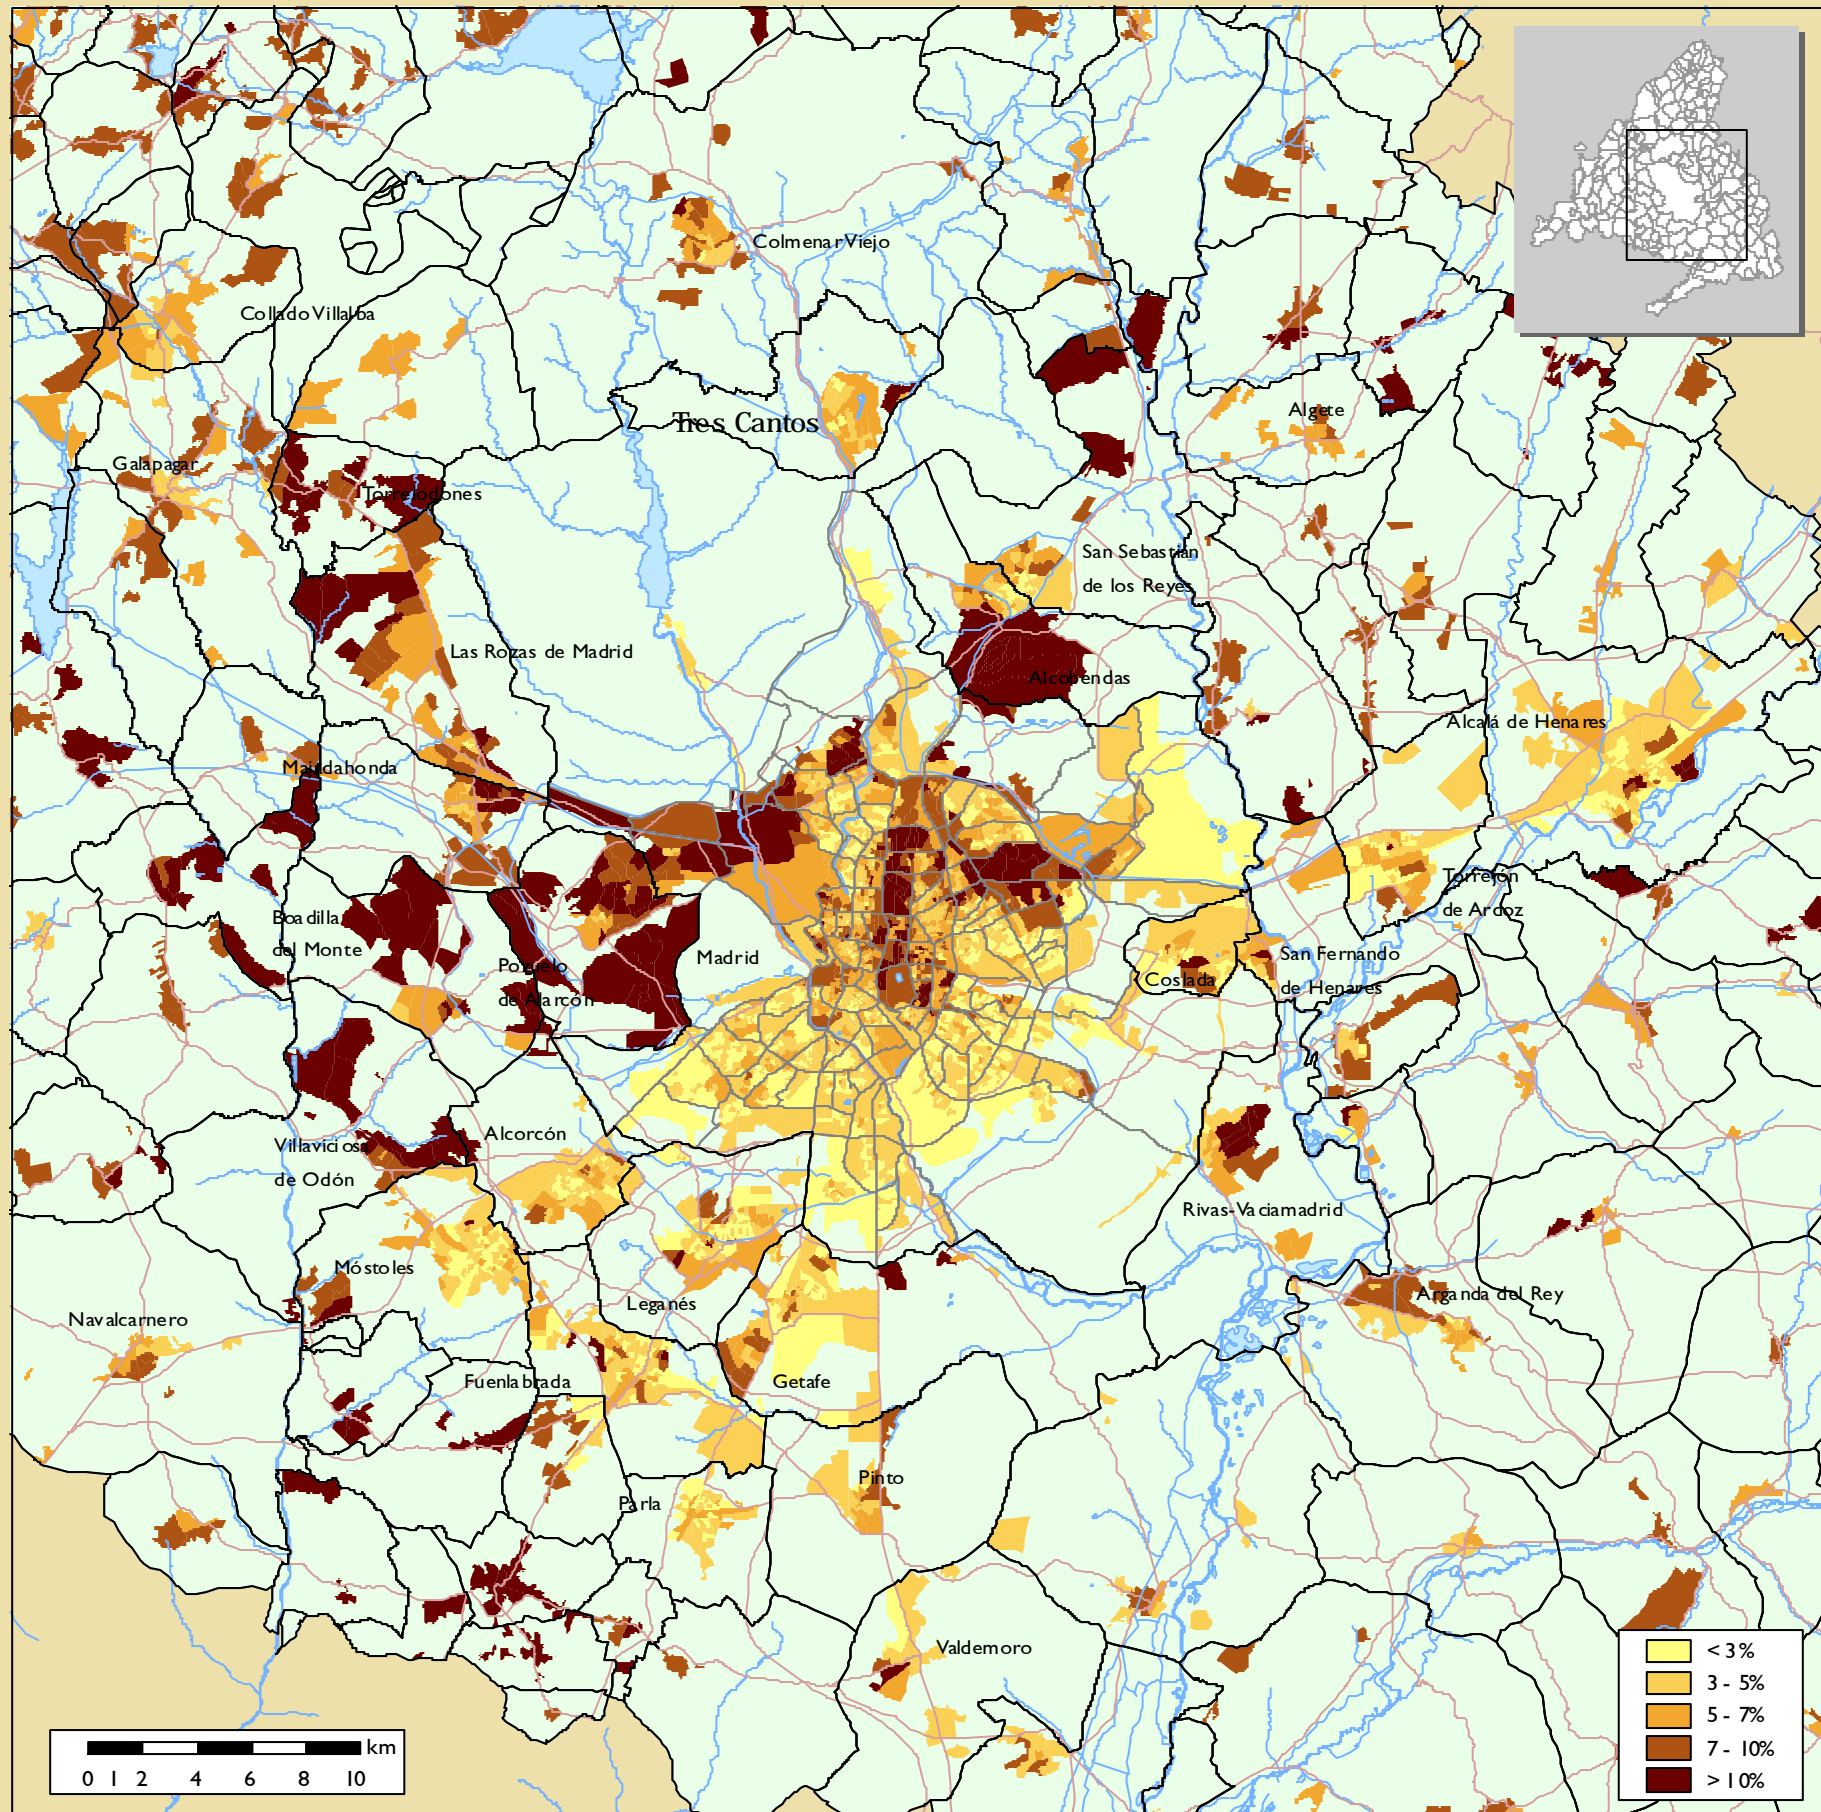 Colmenar Viejo
Collado Villalba
Tres Cantos
Algete
Galapagar
Torrelodones
San Sebastián
de los Reyes
Las Rozas de Madrid
Alcobendas
Alcalá de Henares
Majadahonda
Torrejón
de Ardoz
Boadilla
del Monte
Madrid
Pozuelo
de Alarcón
San Fernando
de Henares
Coslada
Villaviciosa
de Odón
Alcorcón
Rivas-Vaciamadrid
Móstoles
Leganés
Arganda del Rey
Navalcarnero
Fuenlabrada
Getafe
Pinto
Parla
Valdemoro
< 3%
3 - 5%
5 - 7%
7 - 10%
> 10%
km
0 1 2 4 6 8 10